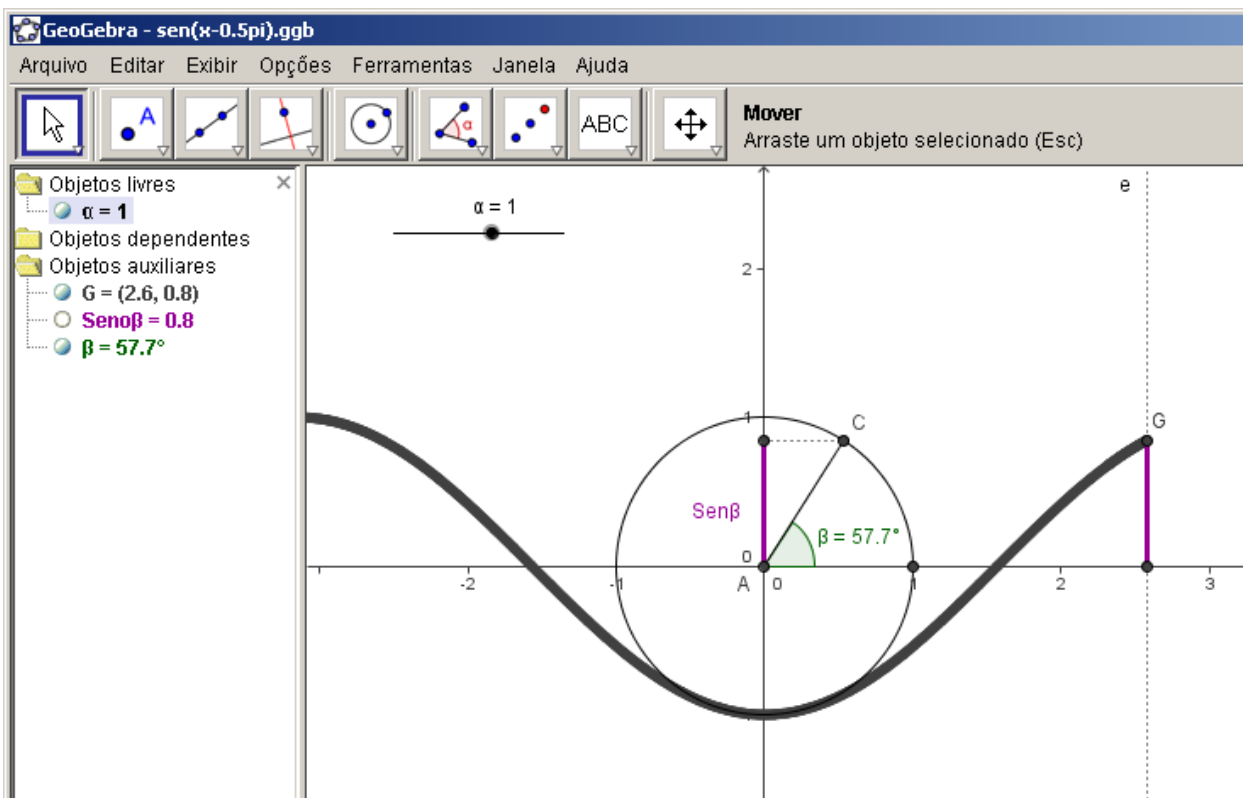 GeoGebra - sen(x-0.5pi).ggb
Arquivo Editar Exibir Opções Ferramentas Janela Ajuda
A
α
ABC
Mover
Arraste um objeto selecionado (Esc)
Objetos livres
α = 1
Objetos dependentes
Objetos auxiliares
G = (2.6, 0.8)
Senoβ = 0.8
β = 57.7°
α = 1
e
2
1
C
G
Senβ
β = 57.7°
0
-2
-1
A
0
1
2
3